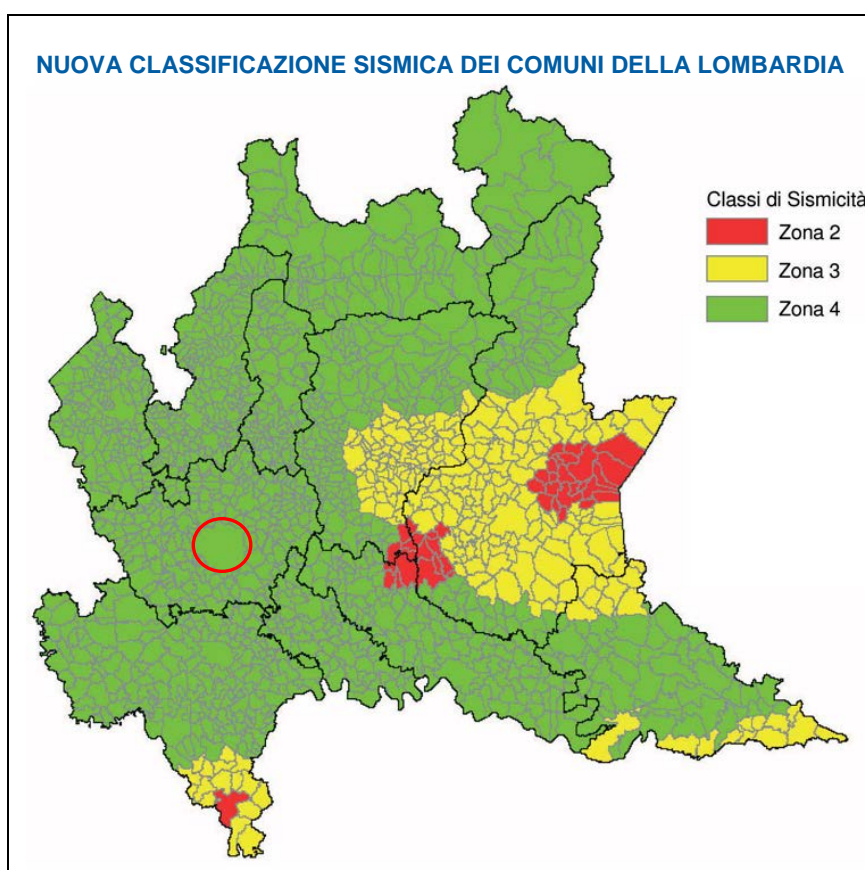 NUOVA CLASSIFICAZIONE SISMICA DEI COMUNI DELLA LOMBARDIA
Classi di Sismicità
Zona 2
Zona 3
Zona 4